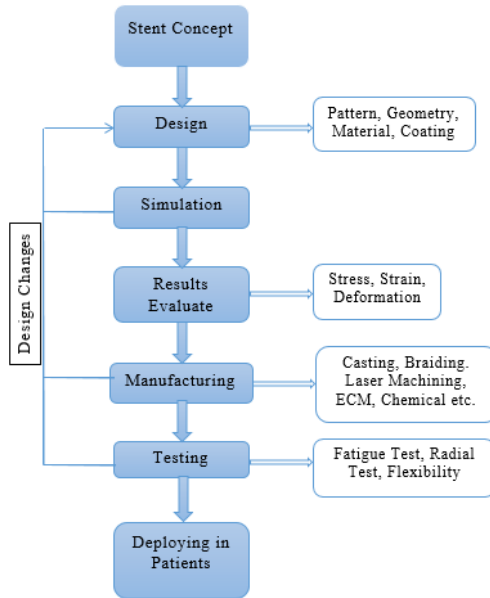 Stent Concept
Design
Pattern, Geometry,
Material, Coating
Simulation
Design Changes
Results
Evaluate
Stress, Strain,
Deformation
Manufacturing
Casting, Braiding.
Laser Machining,
ECM, Chemical etc.
Testing
Fatigue Test, Radial
Test, Flexibility
Deploying in
Patients